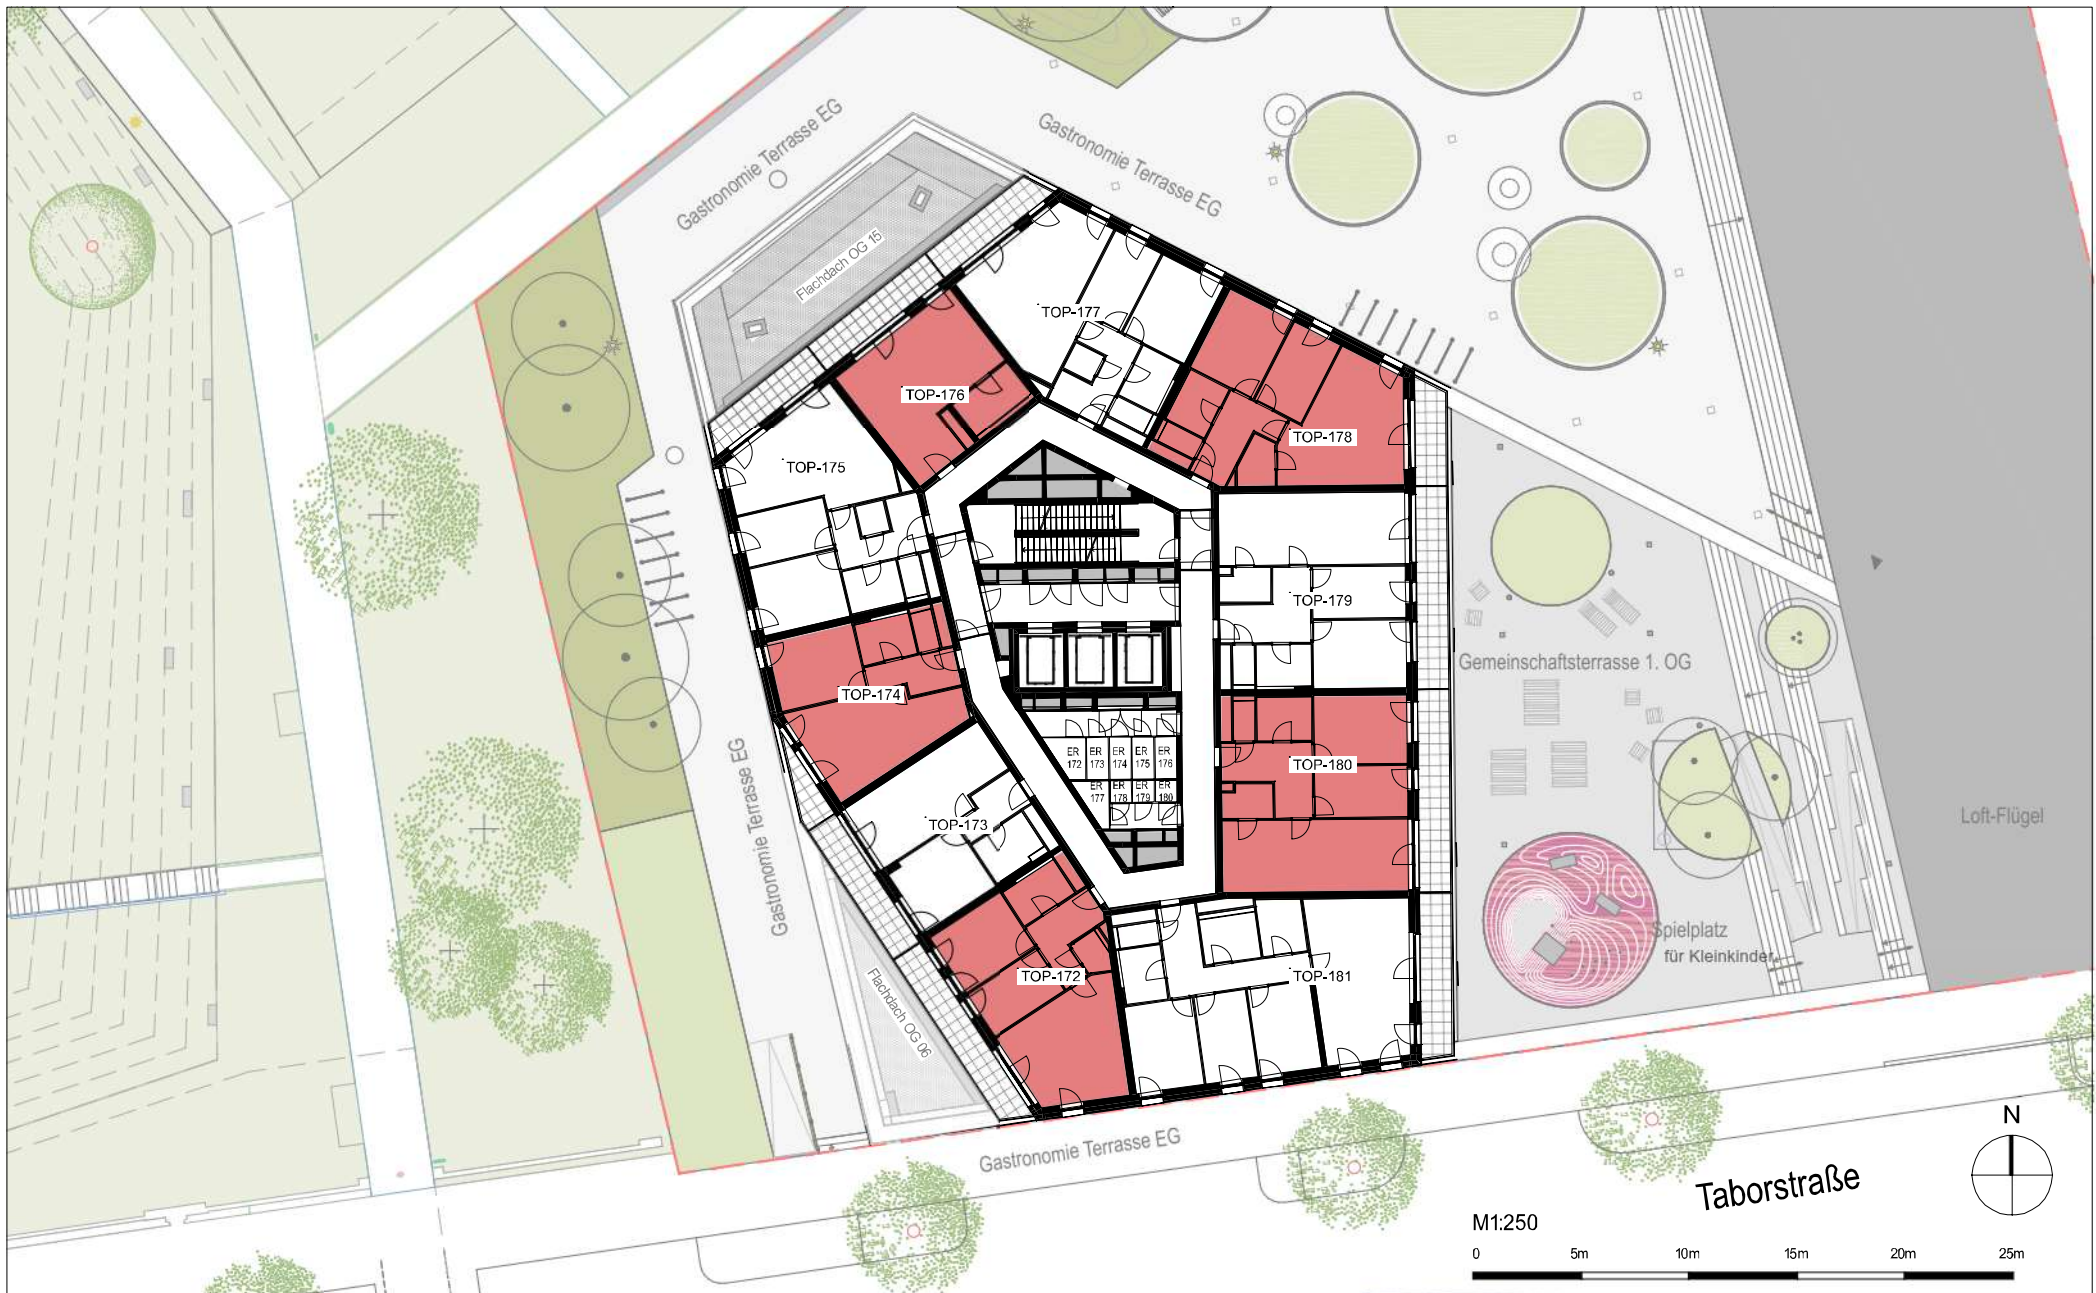 Gastronomie Terrasse EG
Gastronomie Terrasse EG
Flachdach OG 15
TOP-177
TOP-176
TOP-178
TOP-175
TOP-179
TOP-174
Gemeinschaftsterrasse 1. OG
ER 172
ER 173
ER 174
ER 175
ER 176
ER 177
ER 178
ER 179
ER 180
TOP-180
TOP-173
Gastronomie Terrasse EG
Loft-Flügel
Spielplatz
für Kleinkinder
TOP-172
TOP-181
Flachdach OG 06
Gastronomie Terrasse EG
Taborstraße
N
M1:250
0 5m 10m 15m 20m 25m